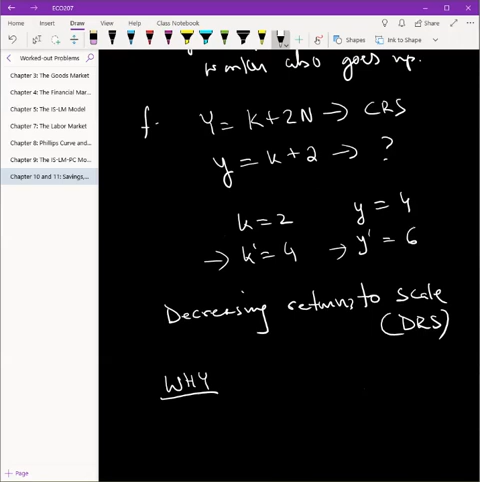 ECO207
Home Insert Draw View Help Class Notebook
Share
Shapes Ink to Shape
Worked-out Problems
Chapter 3: The Goods Market
Chapter 4: The Financial Mar...
Chapter 5: The IS-LM Model
Chapter 7: The Labor Market
Chapter 8: Phillips Curve and...
Chapter 9: The IS-LM-PC Mo...
Chapter 10 and 11: Savings,...
also goes up.
f. Y = K + 2N → CRS
y = k + 2 → ?
k = 2 y = 4
→ k' = 4 → y' = 6
Decreasing returns to scale
(DRS)
WHY
+ Page